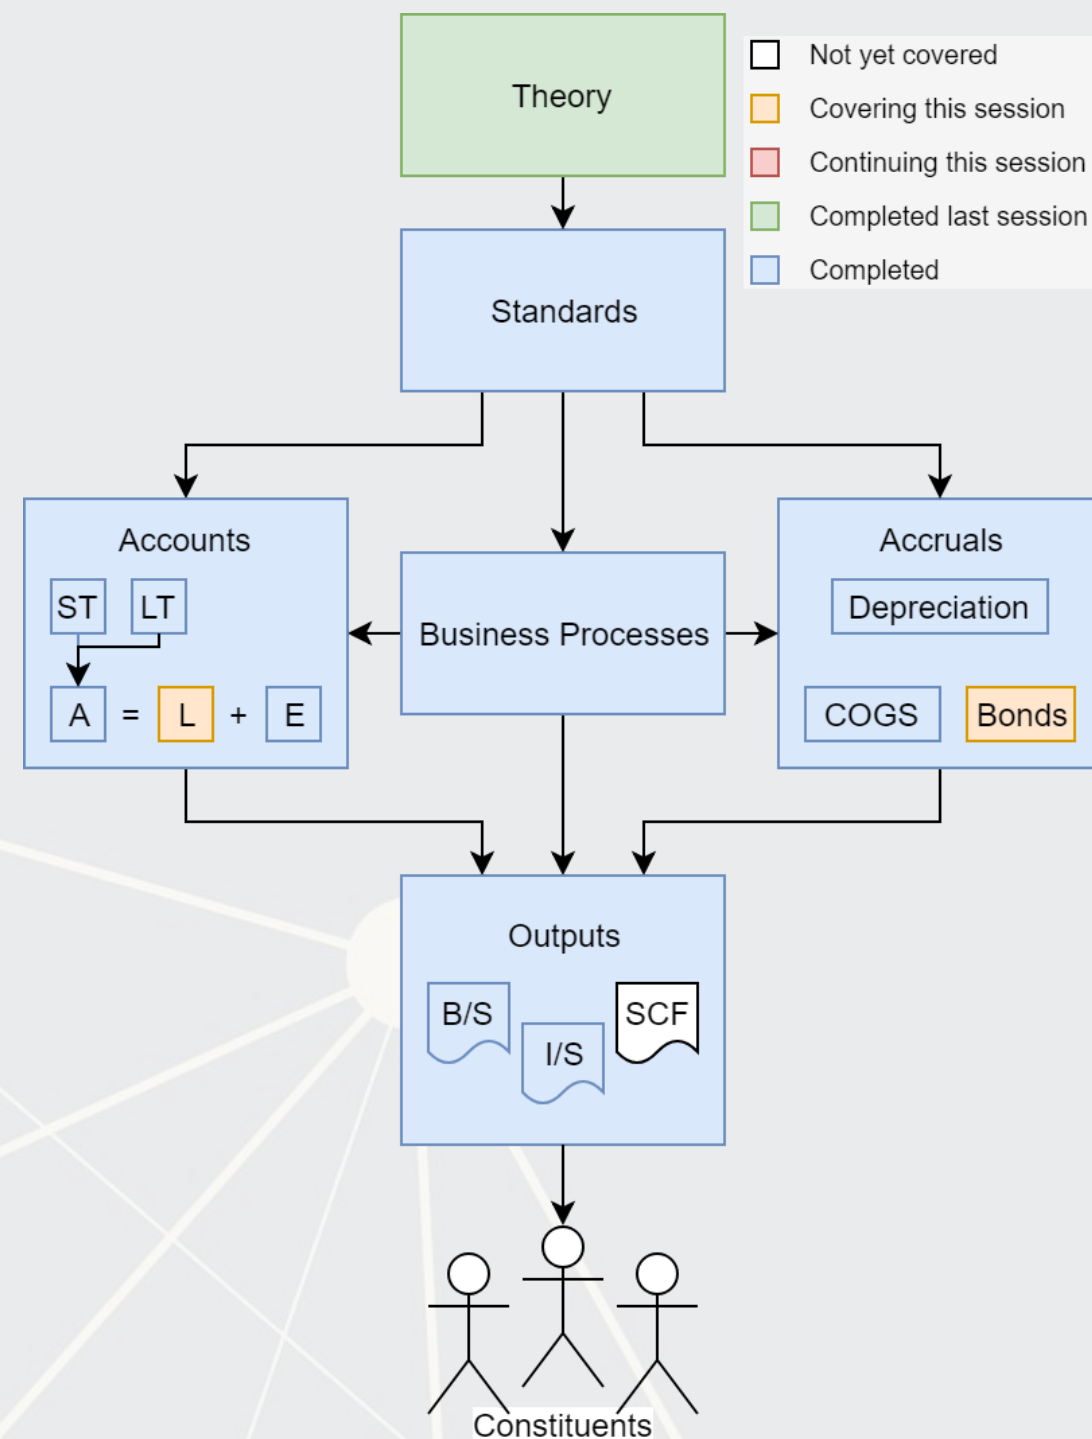 Theory
Not yet covered
Covering this session
Continuing this session
Completed last session
Completed
Standards
Accounts
ST LT
A = L + E
Business Processes
Accruals
Depreciation
COGS Bonds
Outputs
B/S
I/S
SCF
Constituents